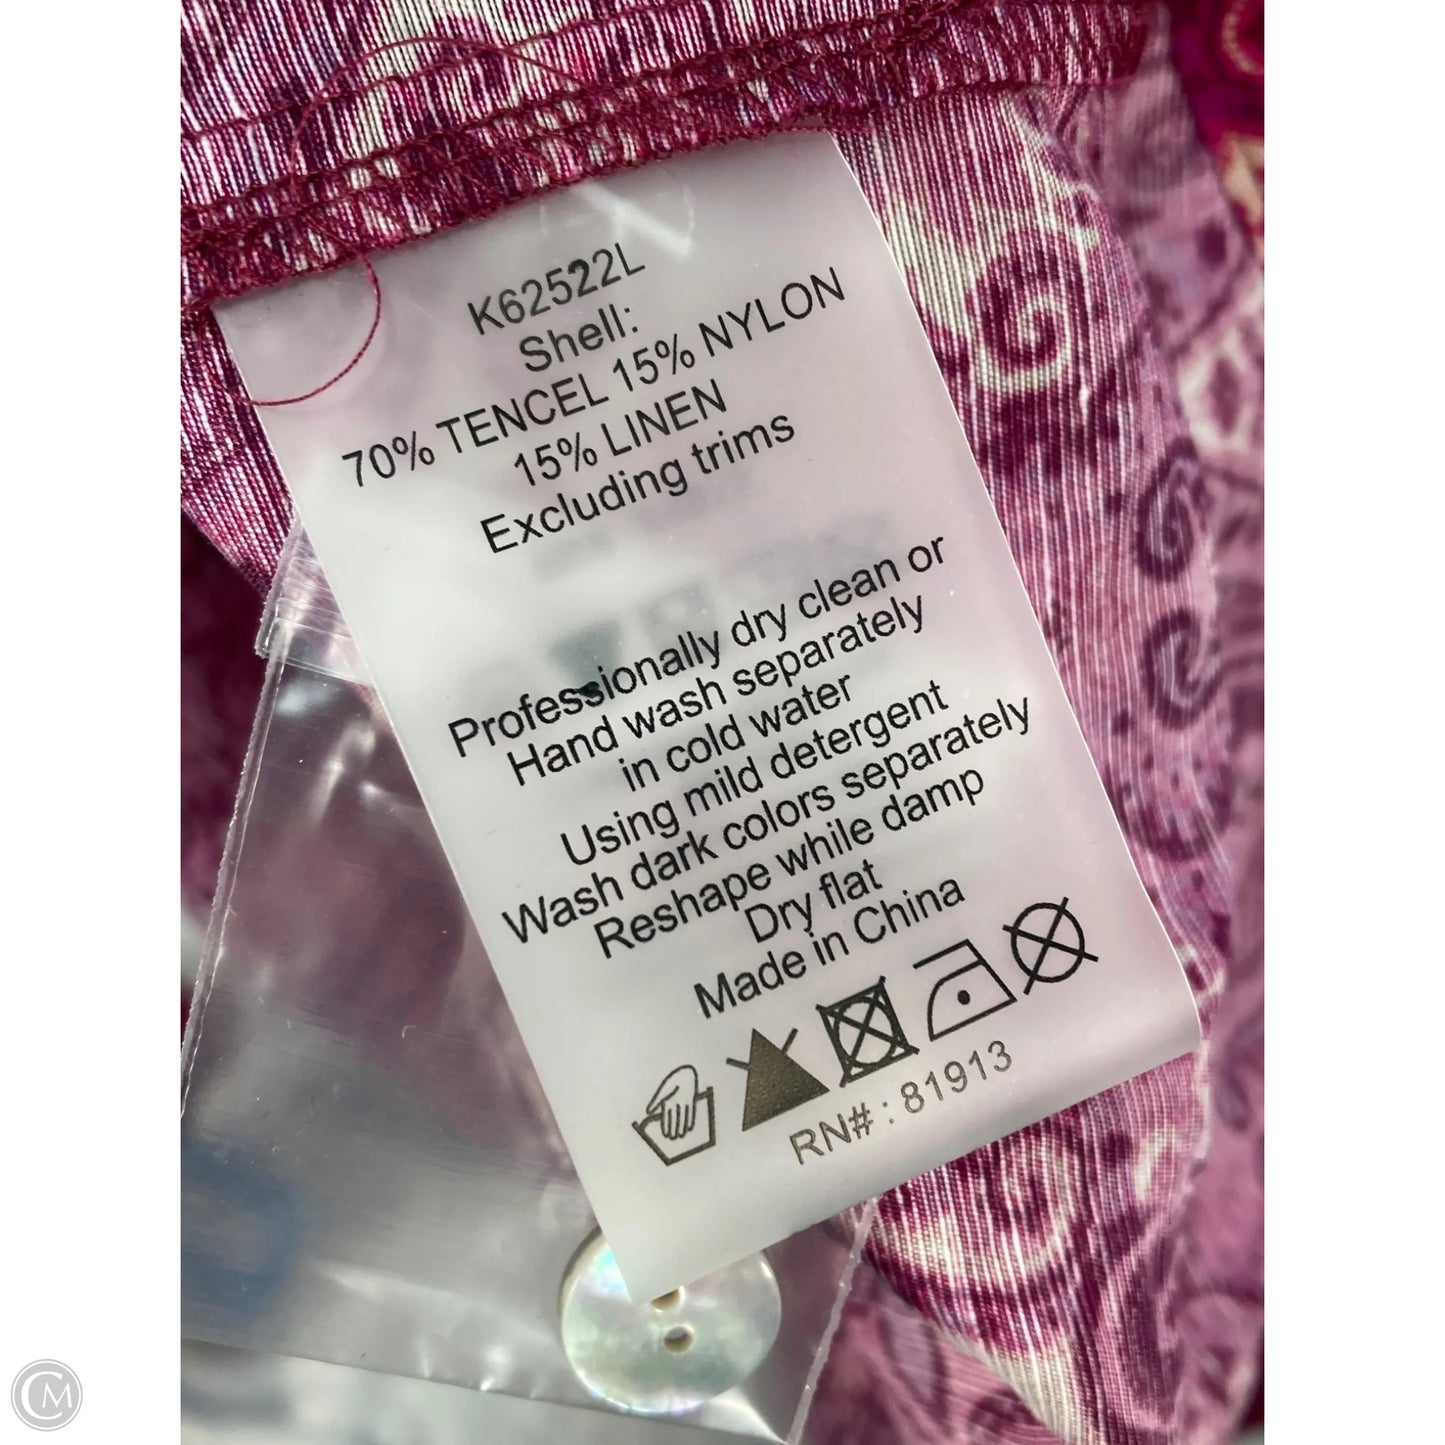 K62522L
Shell:
70% TENCEL 15% NYLON
15% LINEN
Excluding trims
Professionally dry clean or
Hand wash separately
in cold water
Using mild detergent
Wash dark colors separately
Reshape while damp
Dry flat
Made in China
RN# : 81913
CM